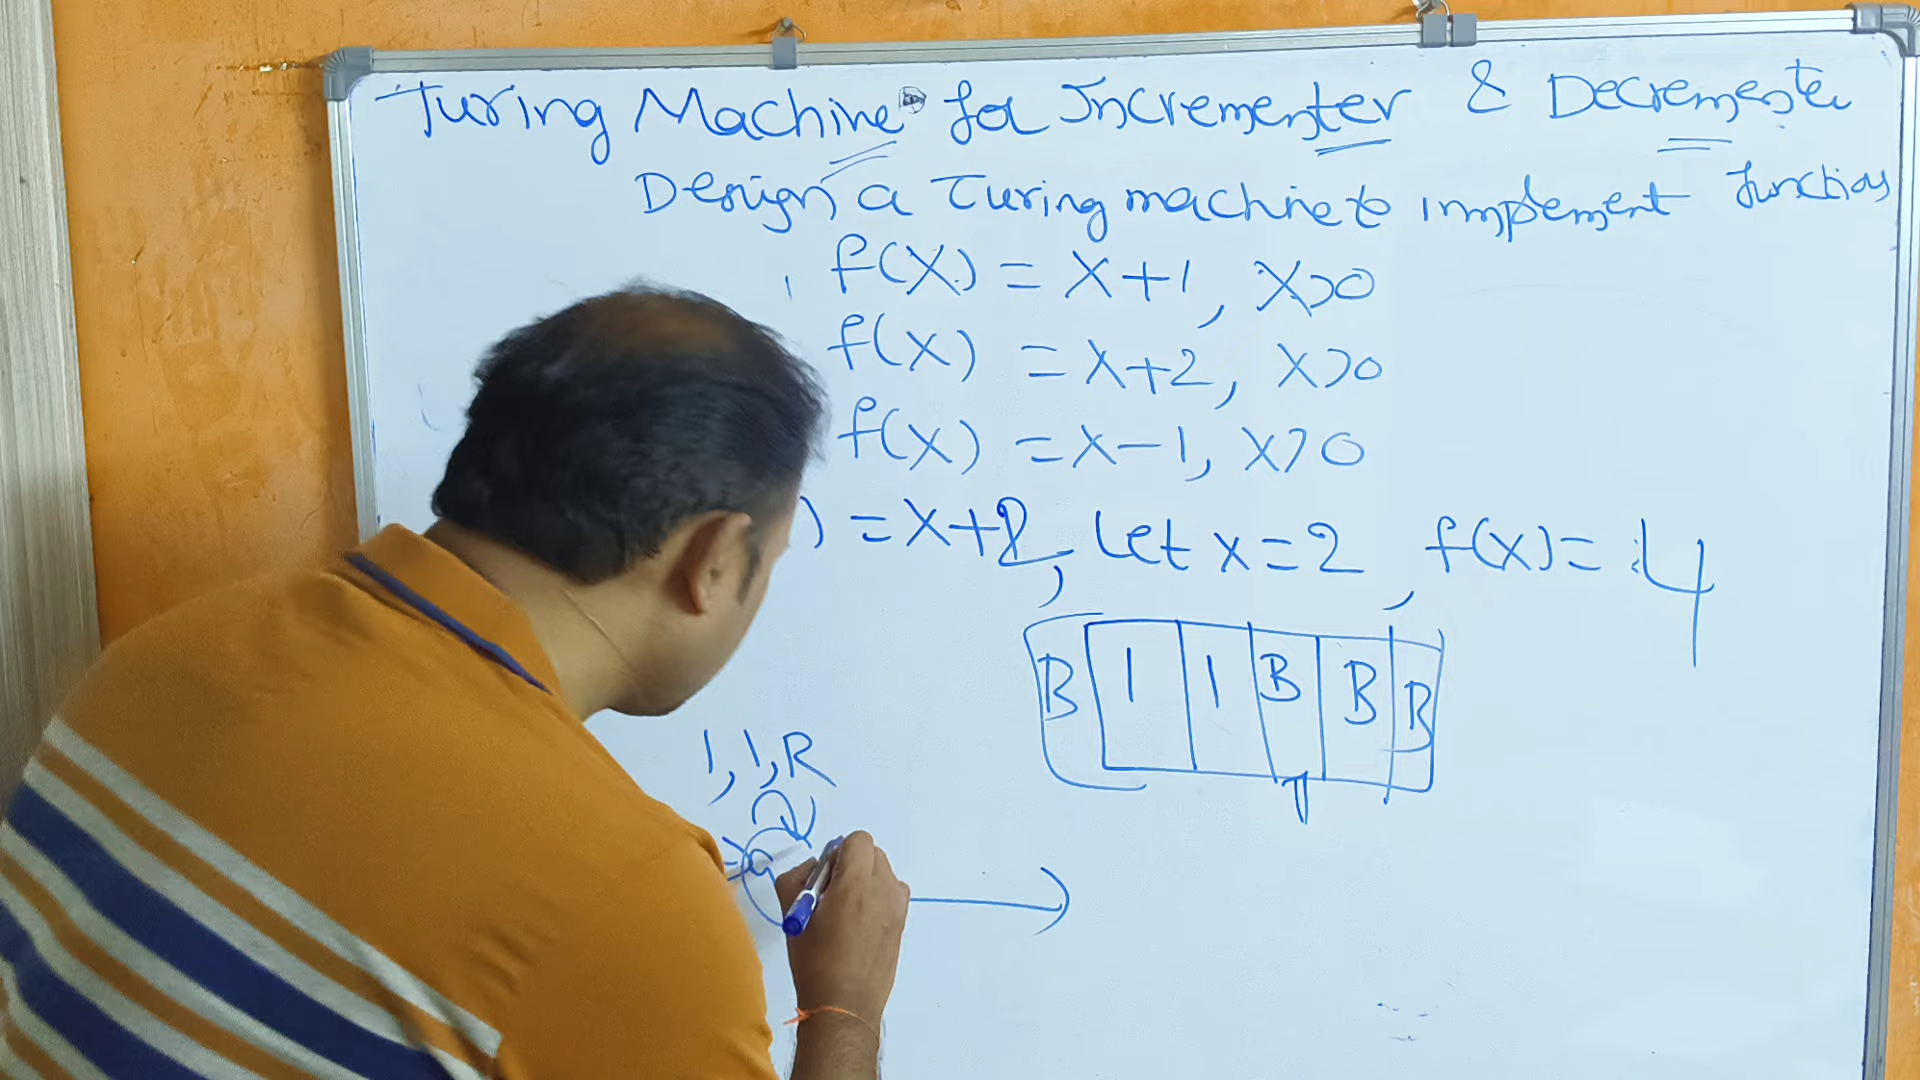 Turing Machine for Incrementer & Decrementer
Design a Turing machine to implement functions
f(X) = X+1, X>0
f(X) = X+2, X>0
f(X) = X-1, X>0
) = X+2, Let X=2, f(X)= 4
B 1 1 B B B
1,1,R
q